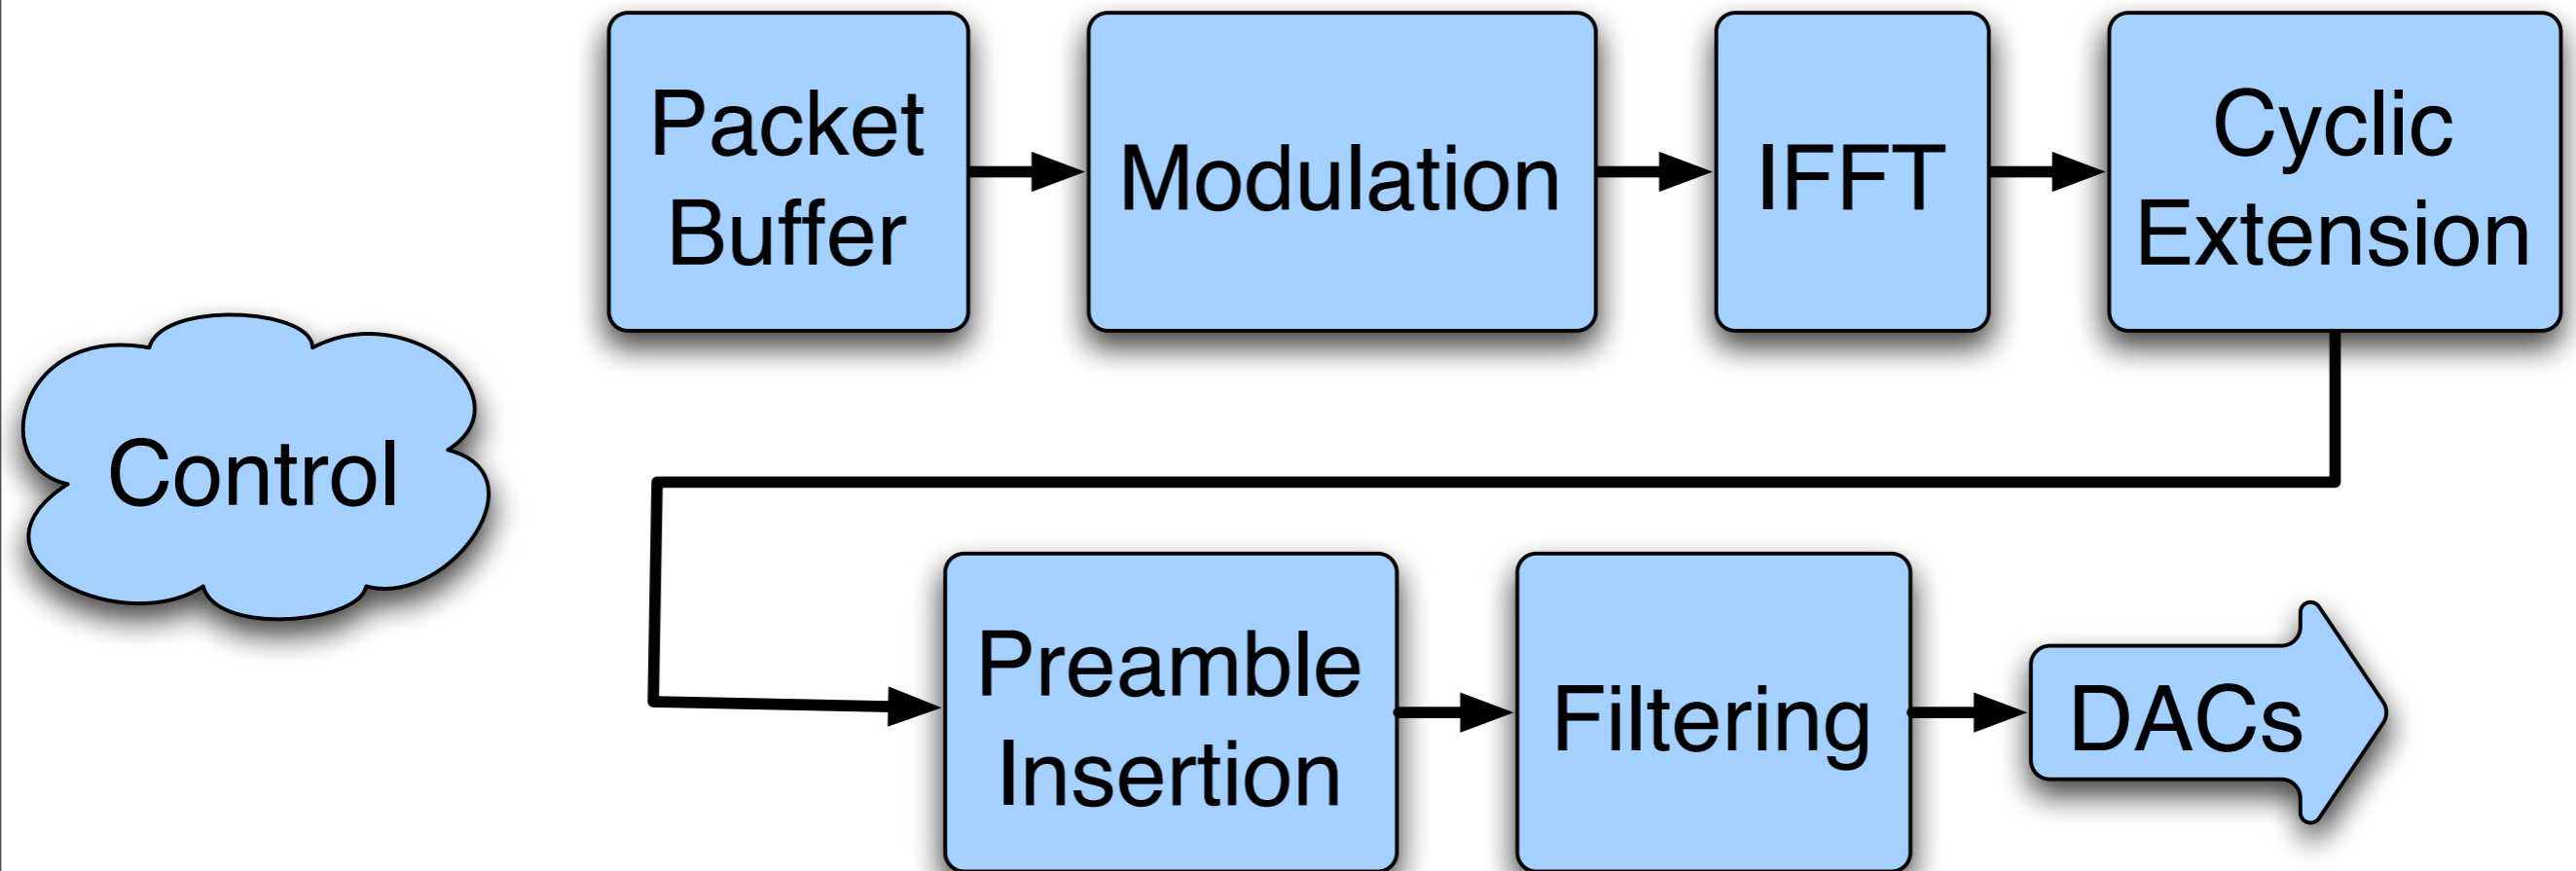 Packet
Buffer
Modulation
IFFT
Cyclic
Extension
Control
Preamble
Insertion
Filtering
DACs